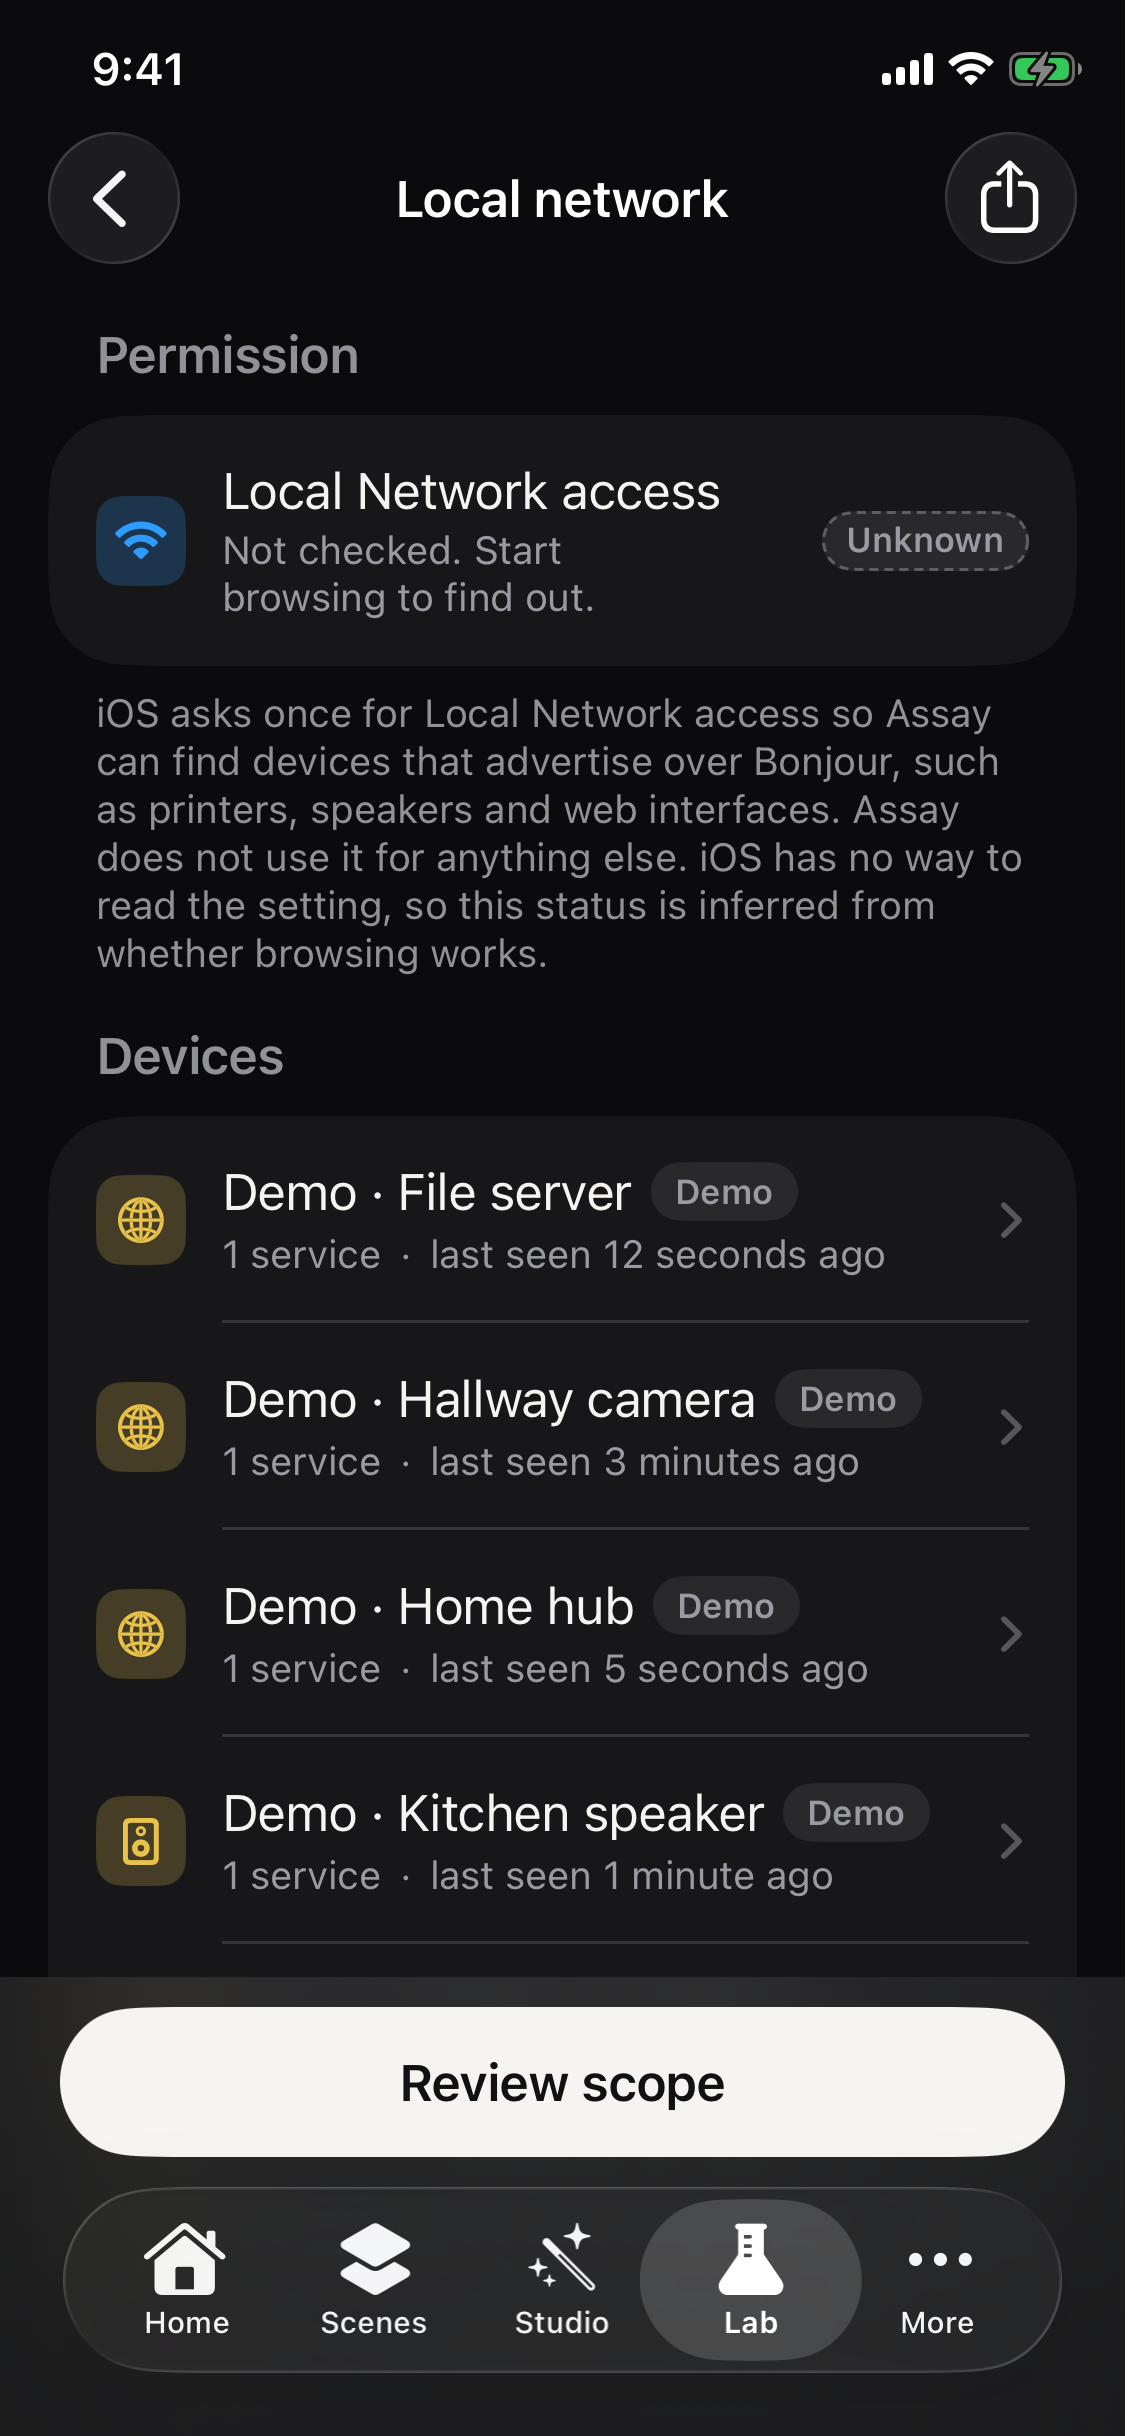 9:41
Local network
Permission
Local Network access
Not checked. Start
browsing to find out.
Unknown
iOS asks once for Local Network access so Assay
can find devices that advertise over Bonjour, such
as printers, speakers and web interfaces. Assay
does not use it for anything else. iOS has no way to
read the setting, so this status is inferred from
whether browsing works.
Devices
Demo · File server Demo
1 service · last seen 12 seconds ago
Demo · Hallway camera Demo
1 service · last seen 3 minutes ago
Demo · Home hub Demo
1 service · last seen 5 seconds ago
Demo · Kitchen speaker Demo
1 service · last seen 1 minute ago
Review scope
Home Scenes Studio Lab More